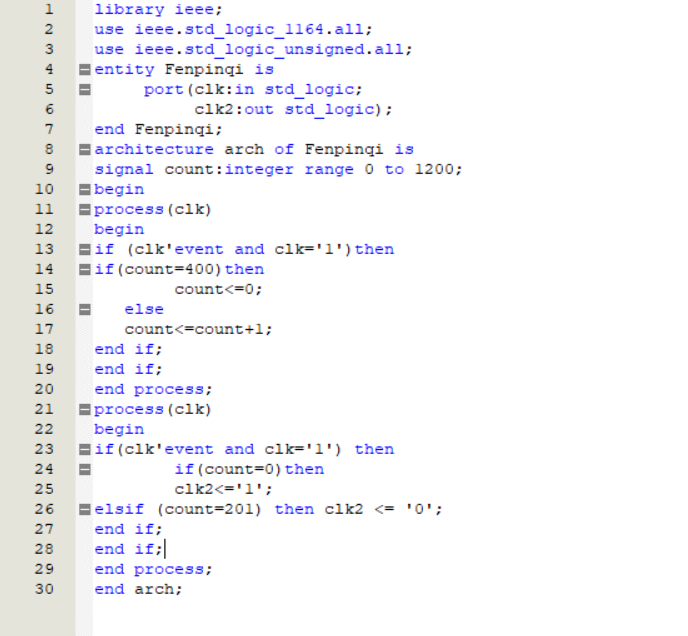 1 library ieee;
2 use ieee.std_logic_1164.all;
3 use ieee.std_logic_unsigned.all;
4 entity Fenpinqi is
5 port(clk:in std_logic;
6 clk2:out std_logic);
7 end Fenpinqi;
8 architecture arch of Fenpinqi is
9 signal count:integer range 0 to 1200;
10 begin
11 process(clk)
12 begin
13 if (clk'event and clk='1')then
14 if(count=400)then
15 count<=0;
16 else
17 count<=count+1;
18 end if;
19 end if;
20 end process;
21 process(clk)
22 begin
23 if(clk'event and clk='1') then
24 if(count=0)then
25 clk2<='1';
26 elsif (count=201) then clk2 <= '0';
27 end if;
28 end if;
29 end process;
30 end arch;